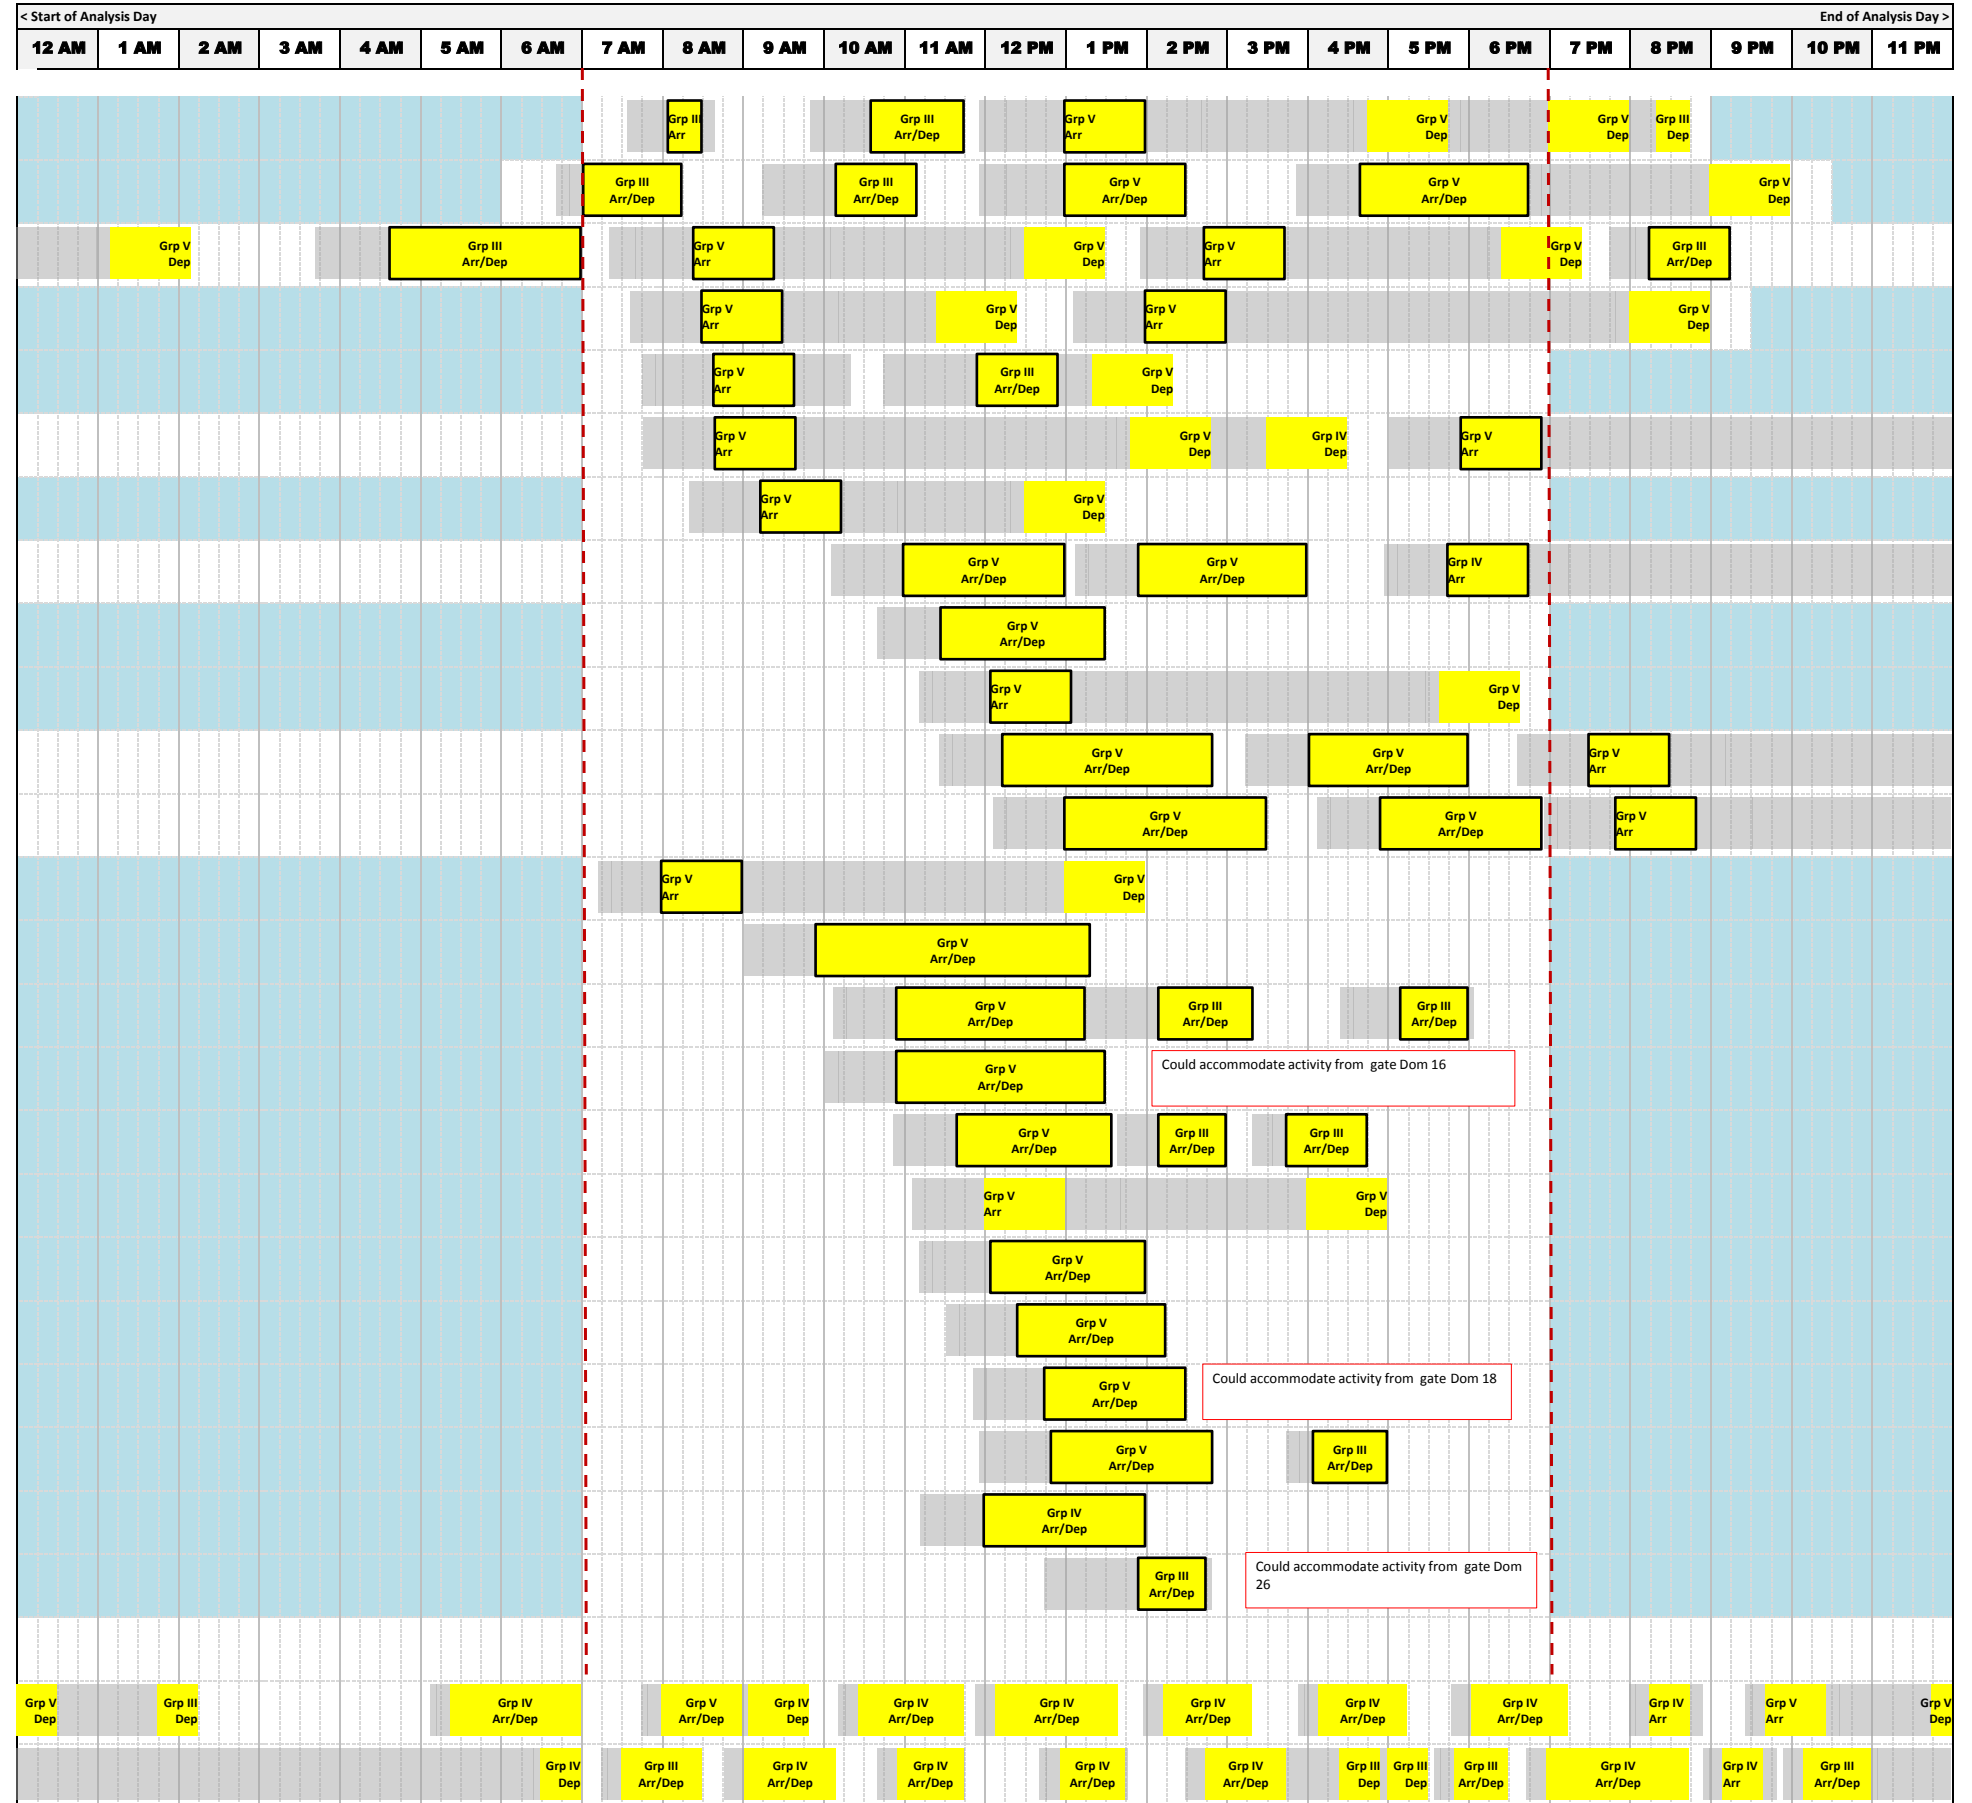 < Start of Analysis Day End of Analysis Day >
12 AM 1 AM 2 AM 3 AM 4 AM 5 AM 6 AM 7 AM 8 AM 9 AM 10 AM 11 AM 12 PM 1 PM 2 PM 3 PM 4 PM 5 PM 6 PM 7 PM 8 PM 9 PM 10 PM 11 PM
Grp III Grp III Grp V Grp V Grp V Grp III
Arr Arr/Dep Arr Dep Dep Dep
Grp III Grp III Grp V Grp V Grp V
Arr/Dep Arr/Dep Arr/Dep Arr/Dep Dep
Grp V Grp III Grp V Grp V Grp V Grp V Grp III
Dep Arr/Dep Arr Dep Arr Dep Arr/Dep
Grp V Grp V Grp V Grp V
Arr Dep Arr Dep
Grp V Grp III Grp V
Arr Arr/Dep Dep
Grp V Grp V Grp IV Grp V
Arr Dep Dep Arr
Grp V Grp V
Arr Dep
Grp V Grp V Grp IV
Arr/Dep Arr/Dep Arr
Grp V
Arr/Dep
Grp V Grp V
Arr Dep
Grp V Grp V Grp V
Arr/Dep Arr/Dep Arr
Grp V Grp V Grp V
Arr/Dep Arr/Dep Arr
Grp V Grp V
Arr Dep
Grp V
Arr/Dep
Grp V Grp III Grp III
Arr/Dep Arr/Dep Arr/Dep
Grp V Could accommodate activity from gate Dom 16
Arr/Dep
Grp V Grp III Grp III
Arr/Dep Arr/Dep Arr/Dep
Grp V Grp V
Arr Dep
Grp V
Arr/Dep
Grp V
Arr/Dep
Grp V Could accommodate activity from gate Dom 18
Arr/Dep
Grp V Grp III
Arr/Dep Arr/Dep
Grp IV
Arr/Dep
Grp III Could accommodate activity from gate Dom
Arr/Dep 26
Grp V Grp III Grp IV Grp V Grp IV Grp IV Grp IV Grp IV Grp IV Grp IV Grp IV Grp V Grp V
Dep Dep Arr/Dep Arr/Dep Dep Arr/Dep Arr/Dep Arr/Dep Arr/Dep Arr/Dep Arr Arr Dep
Grp IV Grp III Grp IV Grp IV Grp IV Grp IV Grp III Grp III Grp III Grp IV Grp IV Grp III
Dep Arr/Dep Arr/Dep Arr/Dep Arr/Dep Arr/Dep Dep Dep Arr/Dep Arr/Dep Arr Arr/Dep